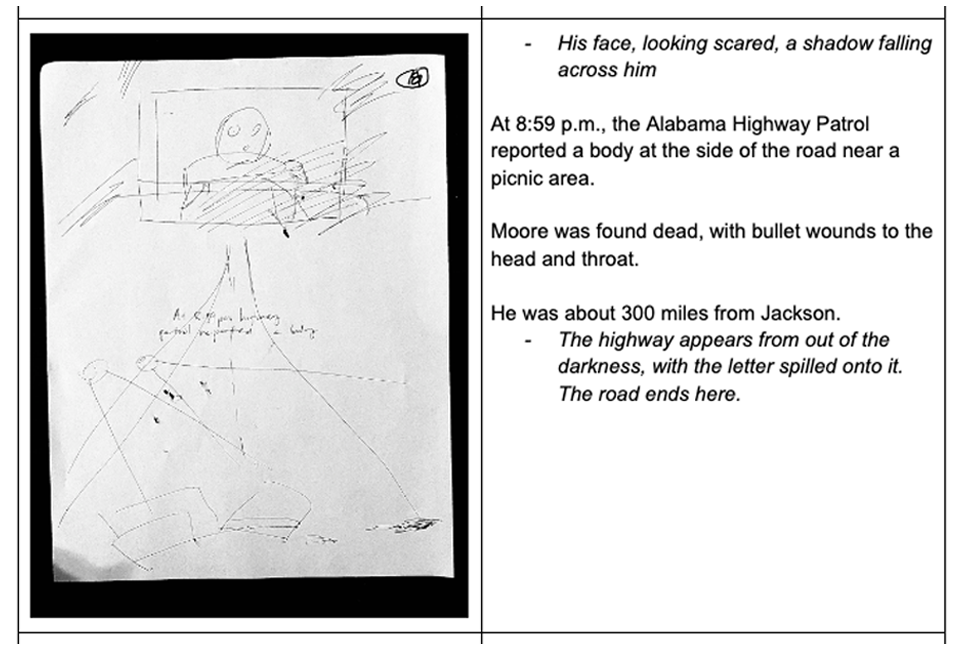 - His face, looking scared, a shadow falling
across him
At 8:59 p.m., the Alabama Highway Patrol
reported a body at the side of the road near a
picnic area.
Moore was found dead, with bullet wounds to the
head and throat.
He was about 300 miles from Jackson.
- The highway appears from out of the
darkness, with the letter spilled onto it.
The road ends here.
At 8:59 pm highway
patrol reported a body